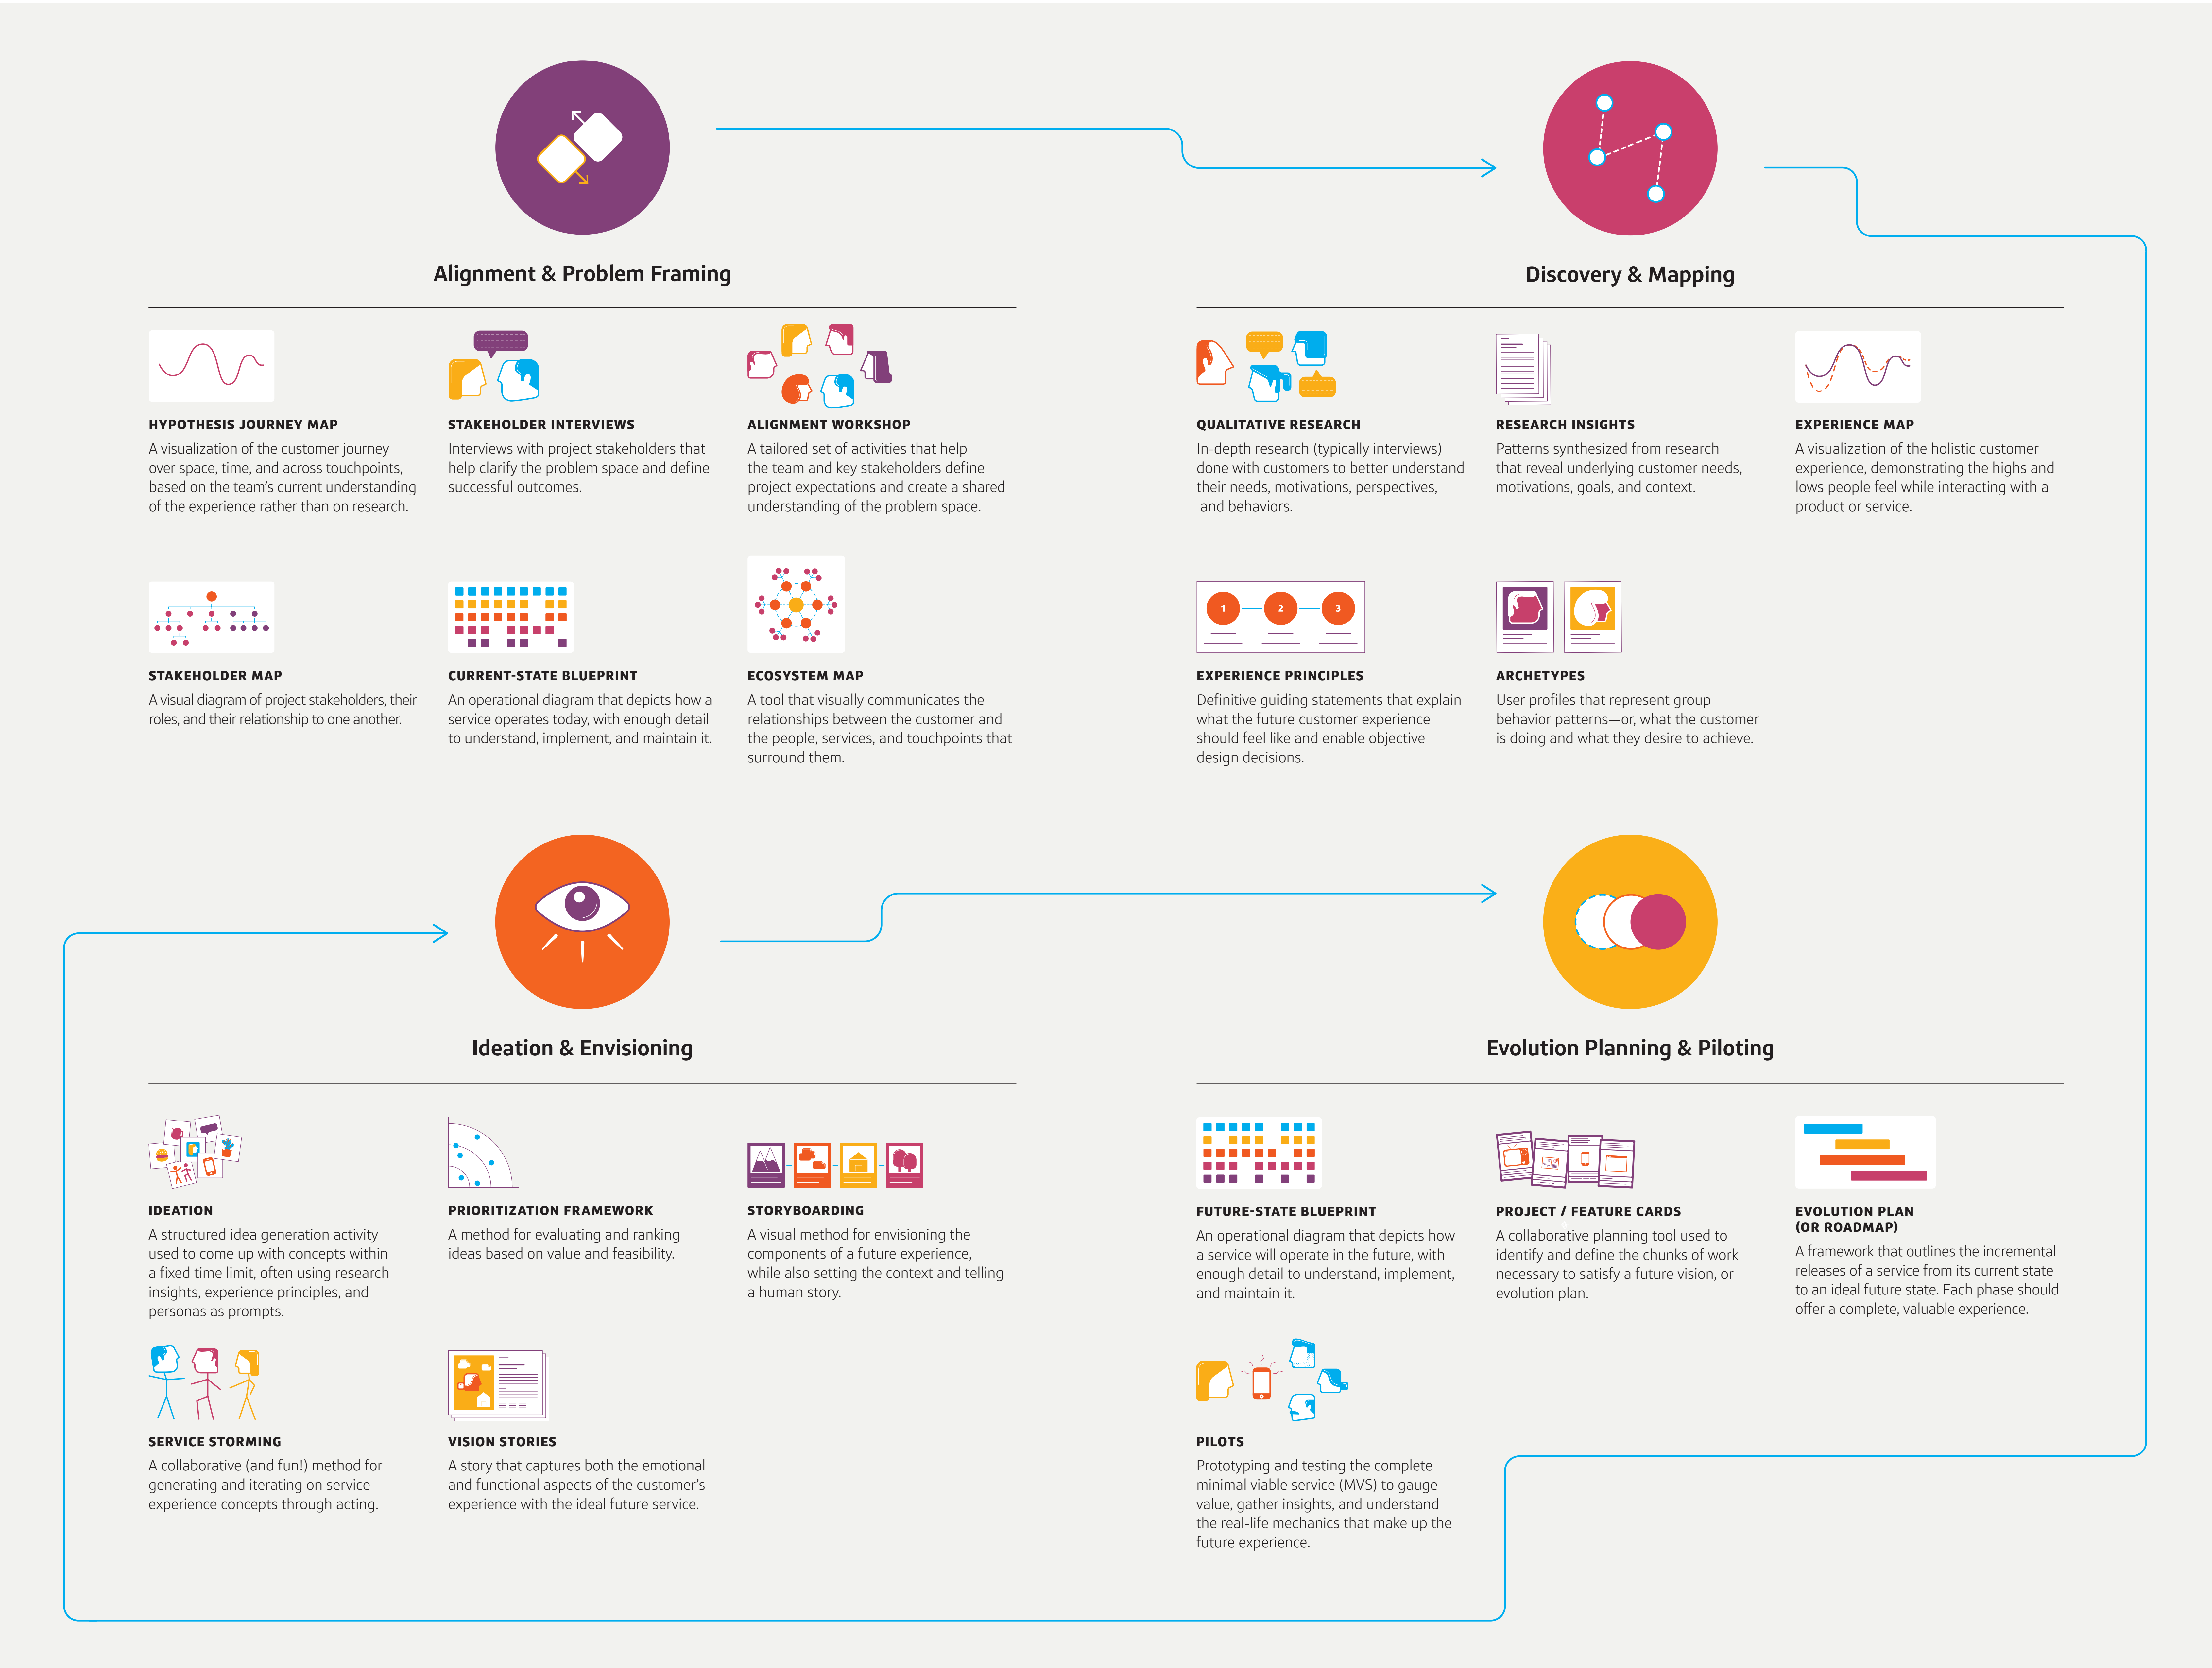 Alignment & Problem Framing
HYPOTHESIS JOURNEY MAP
A visualization of the customer journey
over space, time, and across touchpoints,
based on the team's current understanding
of the experience rather than on research.
STAKEHOLDER INTERVIEWS
Interviews with project stakeholders that
help clarify the problem space and define
successful outcomes.
ALIGNMENT WORKSHOP
A tailored set of activities that help
the team and key stakeholders define
project expectations and create a shared
understanding of the problem space.
STAKEHOLDER MAP
A visual diagram of project stakeholders, their
roles, and their relationship to one another.
CURRENT-STATE BLUEPRINT
An operational diagram that depicts how a
service operates today, with enough detail
to understand, implement, and maintain it.
ECOSYSTEM MAP
A tool that visually communicates the
relationships between the customer and
the people, services, and touchpoints that
surround them.
Discovery & Mapping
QUALITATIVE RESEARCH
In-depth research (typically interviews)
done with customers to better understand
their needs, motivations, perspectives,
and behaviors.
RESEARCH INSIGHTS
Patterns synthesized from research
that reveal underlying customer needs,
motivations, goals, and context.
EXPERIENCE MAP
A visualization of the holistic customer
experience, demonstrating the highs and
lows people feel while interacting with a
product or service.
1 2 3
EXPERIENCE PRINCIPLES
Definitive guiding statements that explain
what the future customer experience
should feel like and enable objective
design decisions.
ARCHETYPES
User profiles that represent group
behavior patterns—or, what the customer
is doing and what they desire to achieve.
Ideation & Envisioning
IDEATION
A structured idea generation activity
used to come up with concepts within
a fixed time limit, often using research
insights, experience principles, and
personas as prompts.
PRIORITIZATION FRAMEWORK
A method for evaluating and ranking
ideas based on value and feasibility.
STORYBOARDING
A visual method for envisioning the
components of a future experience,
while also setting the context and telling
a human story.
SERVICE STORMING
A collaborative (and fun!) method for
generating and iterating on service
experience concepts through acting.
VISION STORIES
A story that captures both the emotional
and functional aspects of the customer's
experience with the ideal future service.
Evolution Planning & Piloting
FUTURE-STATE BLUEPRINT
An operational diagram that depicts how
a service will operate in the future, with
enough detail to understand, implement,
and maintain it.
PROJECT / FEATURE CARDS
A collaborative planning tool used to
identify and define the chunks of work
necessary to satisfy a future vision, or
evolution plan.
EVOLUTION PLAN
(OR ROADMAP)
A framework that outlines the incremental
releases of a service from its current state
to an ideal future state. Each phase should
offer a complete, valuable experience.
PILOTS
Prototyping and testing the complete
minimal viable service (MVS) to gauge
value, gather insights, and understand
the real-life mechanics that make up the
future experience.